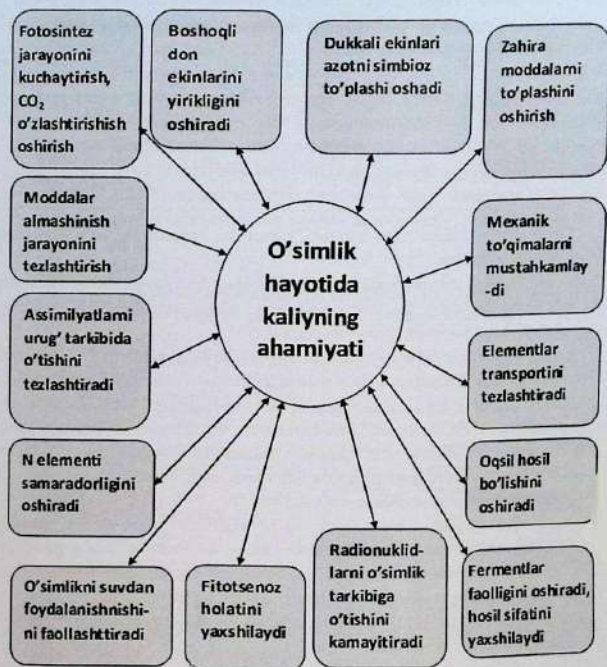 Fotosintez
jarayonini
kuchaytirish,
CO₂
o'zlashtirishish
oshirish
Boshoqli
don
ekinlarini
yirikligini
oshiradi
Dukkali ekinlari
azotni simbioz
to'plashi oshadi
Zahira
moddalarni
to'plashini
oshirish
Moddalar
almashinish
jarayonini
tezlashtirish
O'simlik
hayotida
kaliyning
ahamiyati
Mexanik
to'qimalarni
mustahkamlay
-di
Assimilyatlarni
urug' tarkibida
o'tishini
tezlashtiradi
Elementlar
transportini
tezlashtiradi
N elementi
samaradorligini
oshiradi
Oqsil hosil
bo'lishini
oshiradi
O'simlikni suvdan
foydalanishnishi-
ni faollashttiradi
Fitotsenoz
holatini
yaxshilaydi
Radionuklid-
larni o'simlik
tarkibiga
o'tishini
kamayitiradi
Fermentlar
faolligini oshiradi,
hosil sifatini
yaxshilaydi